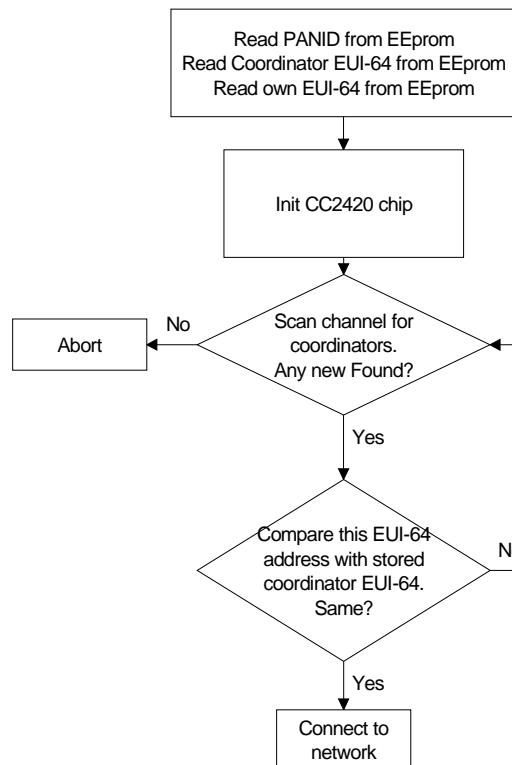 Read PANID from EEprom
Read Coordinator EUI-64 from EEprom
Read own EUI-64 from EEprom
Init CC2420 chip
Scan channel for
coordinators.
Any new Found?
No
Abort
Yes
Compare this EUI-64
address with stored
coordinator EUI-64.
Same?
Yes
Connect to
network